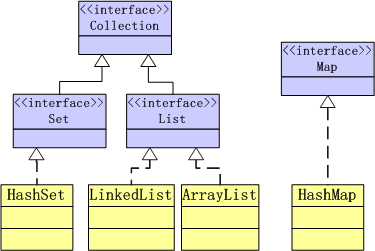 <<interface>>
Collection
<<interface>>
Map
<<interface>>
Set
<<interface>>
List
HashSet
LinkedList
ArrayList
HashMap